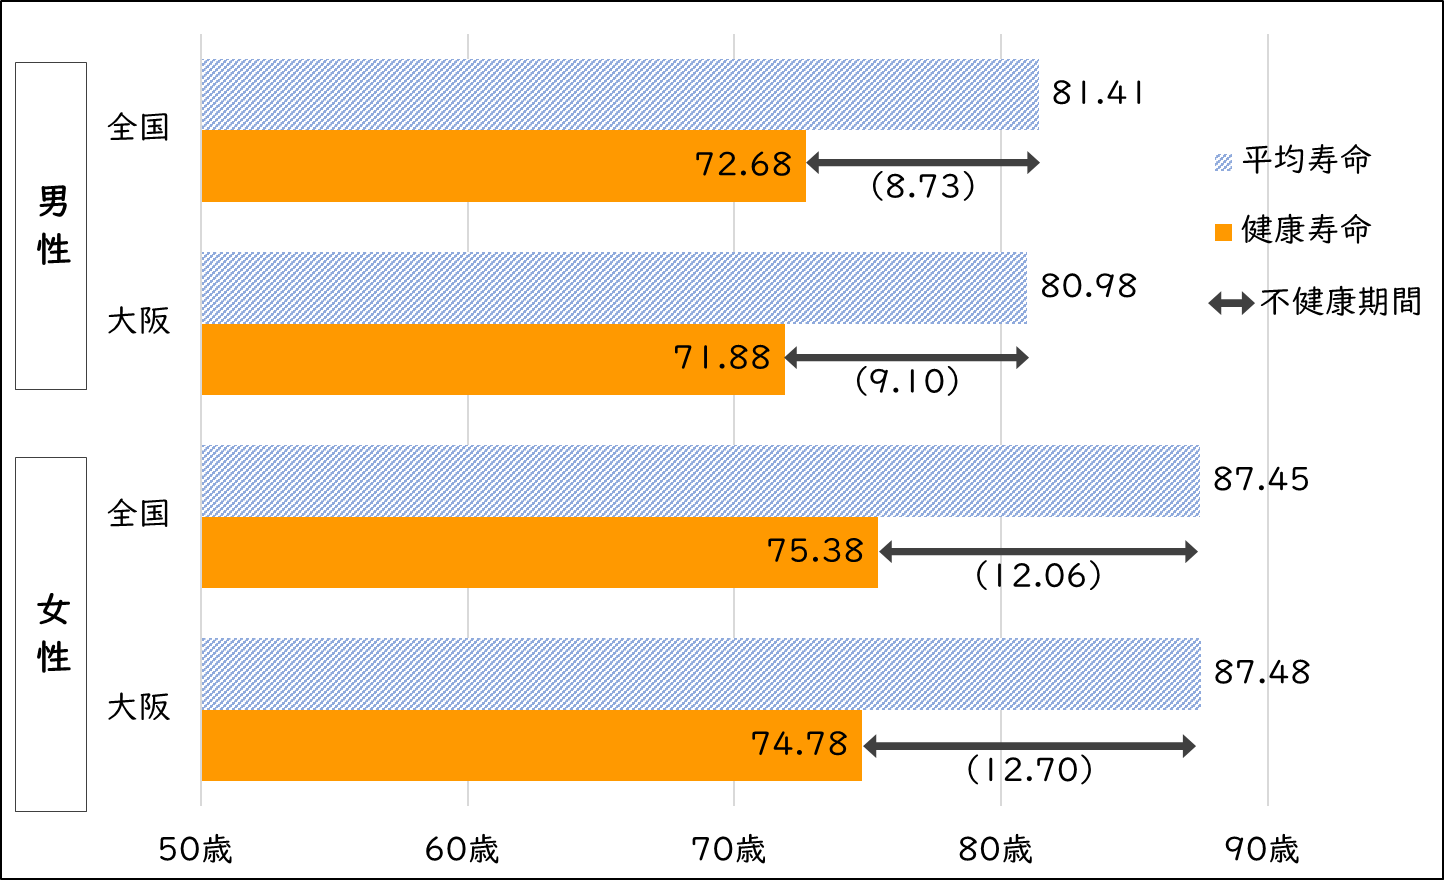 男性
全国
81.41
72.68
(8.73)
大阪
80.98
71.88
(9.10)
女性
全国
87.45
75.38
(12.06)
大阪
87.48
74.78
(12.70)
50歳
60歳
70歳
80歳
90歳
平均寿命
健康寿命
不健康期間